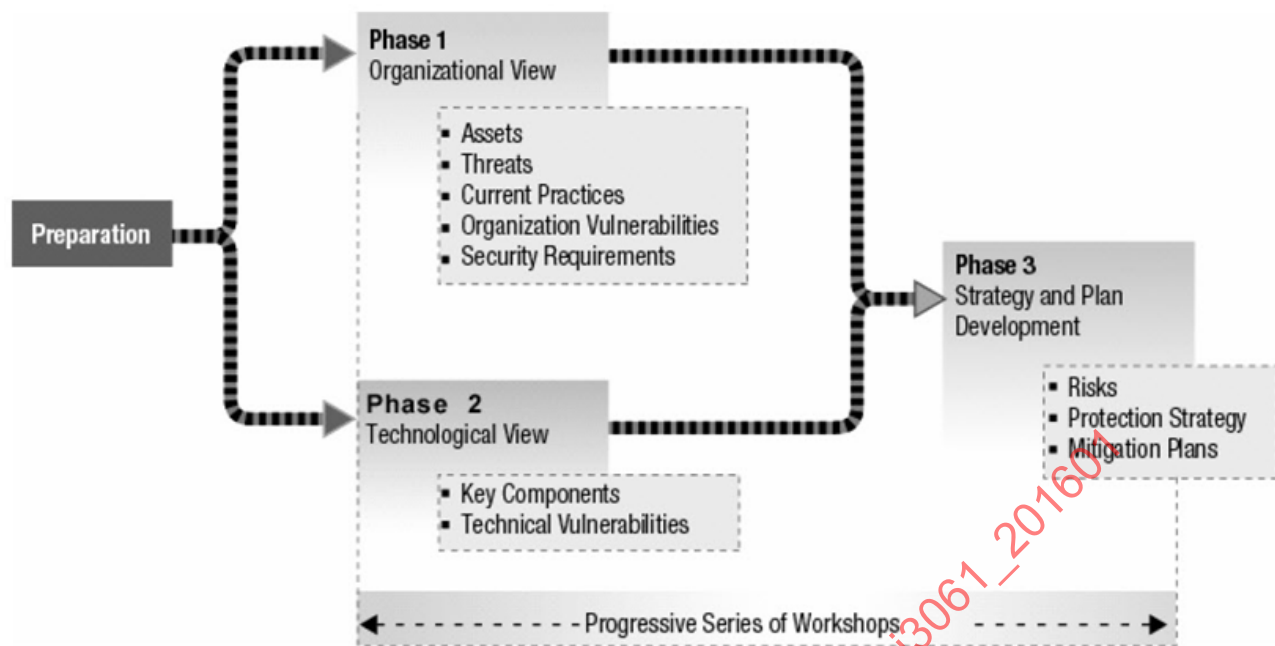 Phase 1
Organizational View
▪ Assets
▪ Threats
▪ Current Practices
▪ Organization Vulnerabilities
▪ Security Requirements
Preparation
Phase 3
Strategy and Plan
Development
▪ Risks
▪ Protection Strategy
▪ Mitigation Plans
Phase 2
Technological View
▪ Key Components
▪ Technical Vulnerabilities
Progressive Series of Workshops
j3061_201601